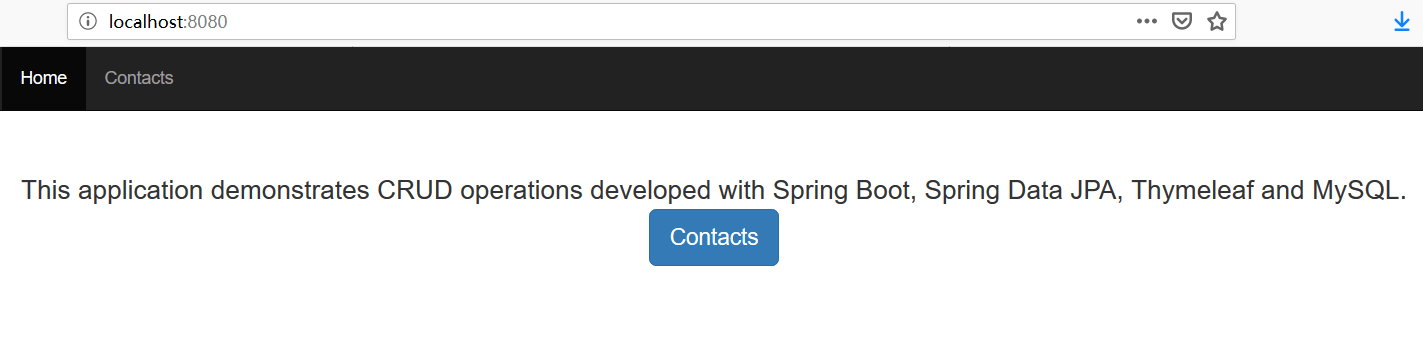 localhost:8080
Home Contacts
This application demonstrates CRUD operations developed with Spring Boot, Spring Data JPA, Thymeleaf and MySQL.
Contacts